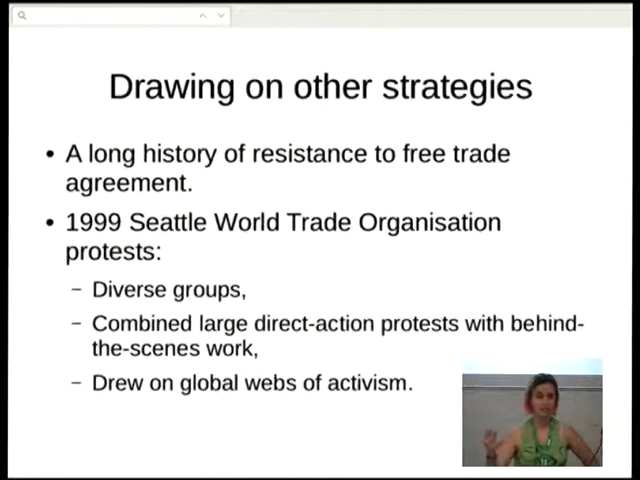 Drawing on other strategies
• A long history of resistance to free trade
agreement.
• 1999 Seattle World Trade Organisation
protests:
– Diverse groups,
– Combined large direct-action protests with behind-
the-scenes work,
– Drew on global webs of activism.